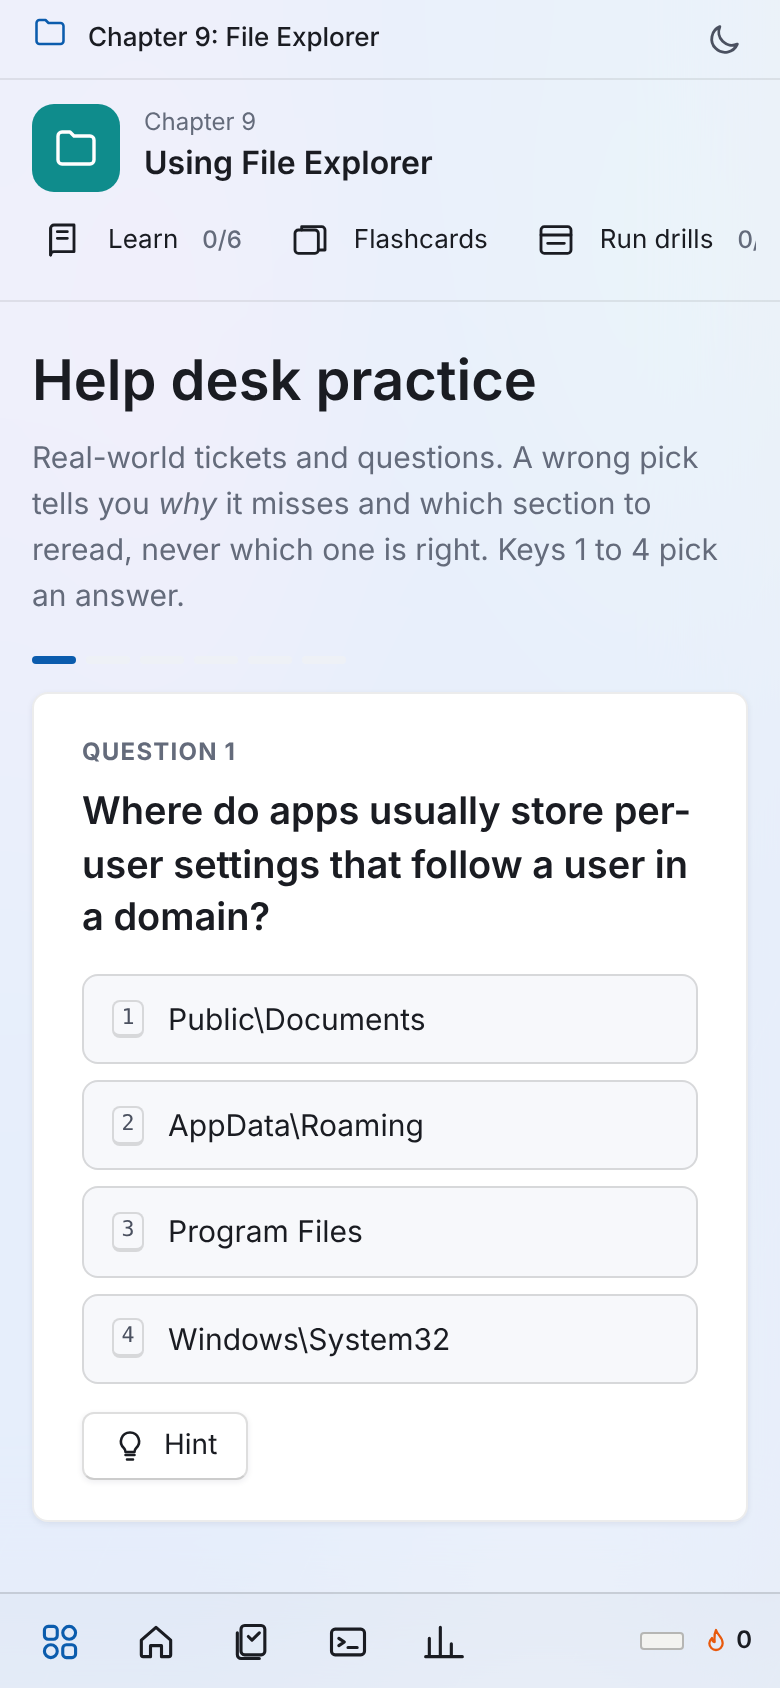 Chapter 9: File Explorer
Chapter 9
Using File Explorer
Learn 0/6 Flashcards Run drills 0/
Help desk practice
Real-world tickets and questions. A wrong pick
tells you why it misses and which section to
reread, never which one is right. Keys 1 to 4 pick
an answer.
QUESTION 1
Where do apps usually store per-
user settings that follow a user in
a domain?
1 Public\Documents
2 AppData\Roaming
3 Program Files
4 Windows\System32
Hint
0